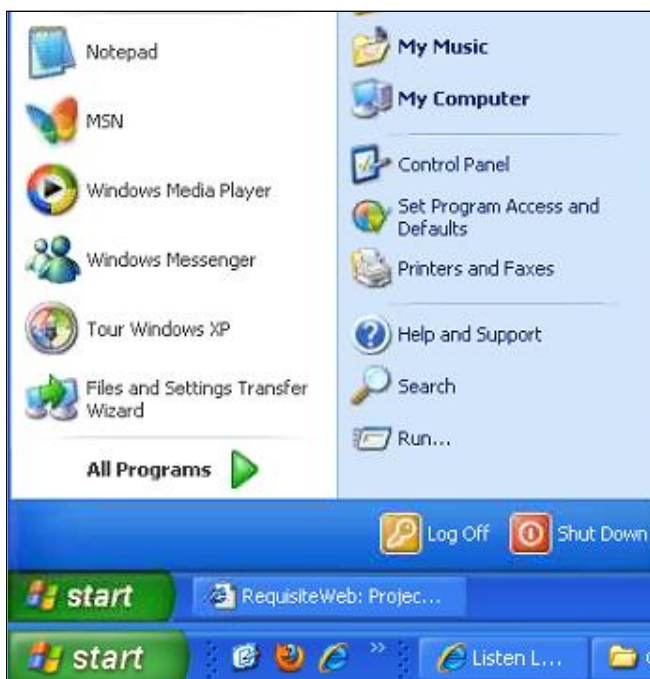 Notepad
MSN
Windows Media Player
Windows Messenger
Tour Windows XP
Files and Settings Transfer
Wizard
All Programs
My Music
My Computer
Control Panel
Set Program Access and
Defaults
Printers and Faxes
Help and Support
Search
Run...
Log Off
Shut Down
start
RequisiteWeb: Projec...
start
Listen L...